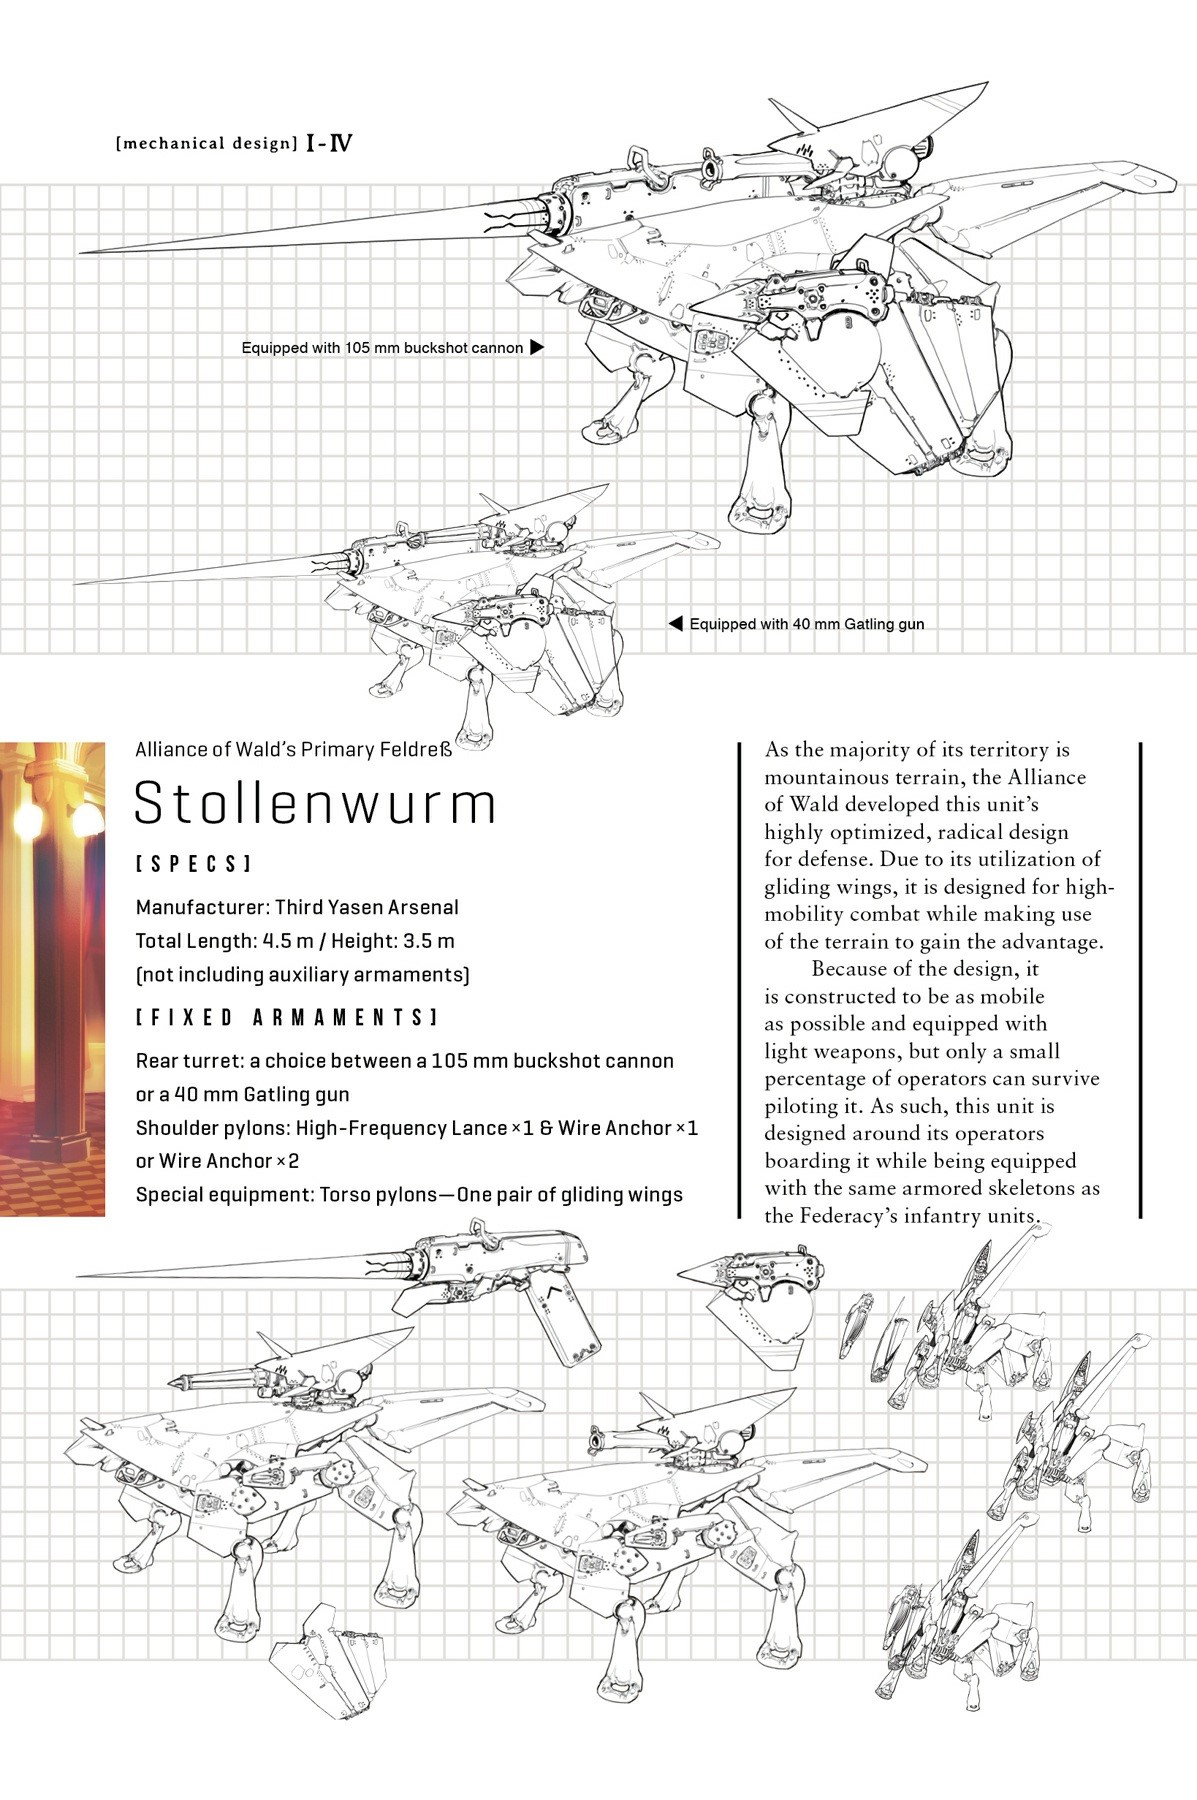 [mechanical design] I-IV
Equipped with 105 mm buckshot cannon ▶
◀ Equipped with 40 mm Gatling gun
Alliance of Wald's Primary Feldreß
Stollenwurm
[SPECS]
Manufacturer: Third Yasen Arsenal
Total Length: 4.5 m / Height: 3.5 m
(not including auxiliary armaments)
[FIXED ARMAMENTS]
Rear turret: a choice between a 105 mm buckshot cannon
or a 40 mm Gatling gun
Shoulder pylons: High-Frequency Lance ×1 & Wire Anchor ×1
or Wire Anchor ×2
Special equipment: Torso pylons—One pair of gliding wings
As the majority of its territory is
mountainous terrain, the Alliance
of Wald developed this unit's
highly optimized, radical design
for defense. Due to its utilization of
gliding wings, it is designed for high-
mobility combat while making use
of the terrain to gain the advantage.
Because of the design, it
is constructed to be as mobile
as possible and equipped with
light weapons, but only a small
percentage of operators can survive
piloting it. As such, this unit is
designed around its operators
boarding it while being equipped
with the same armored skeletons as
the Federacy's infantry units.